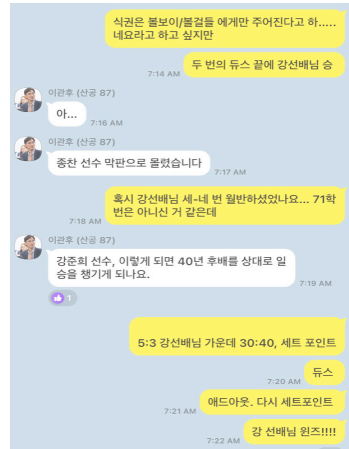 식권은 볼보이/볼걸들 에게만 주어진다고 하.....
네요라고 하고 싶지만
두 번의 듀스 끝에 강선배님 승
7:14 AM
이관후 (산공 87)
아...
7:16 AM
이관후 (산공 87)
종찬 선수 막판으로 몰렸습니다
7:17 AM
혹시 강선배님 세-네 번 월반하셨었나요... 71학
번은 아니신 거 같은데
7:18 AM
이관후 (산공 87)
강준희 선수, 이렇게 되면 40년 후배를 상대로 일
승을 챙기게 되나요.
7:19 AM
1
5:3 강선배님 가운데 30:40, 세트 포인트
듀스
7:20 AM
애드아웃. 다시 세트포인트
7:21 AM
강 선배님 윈즈!!!!
7:22 AM